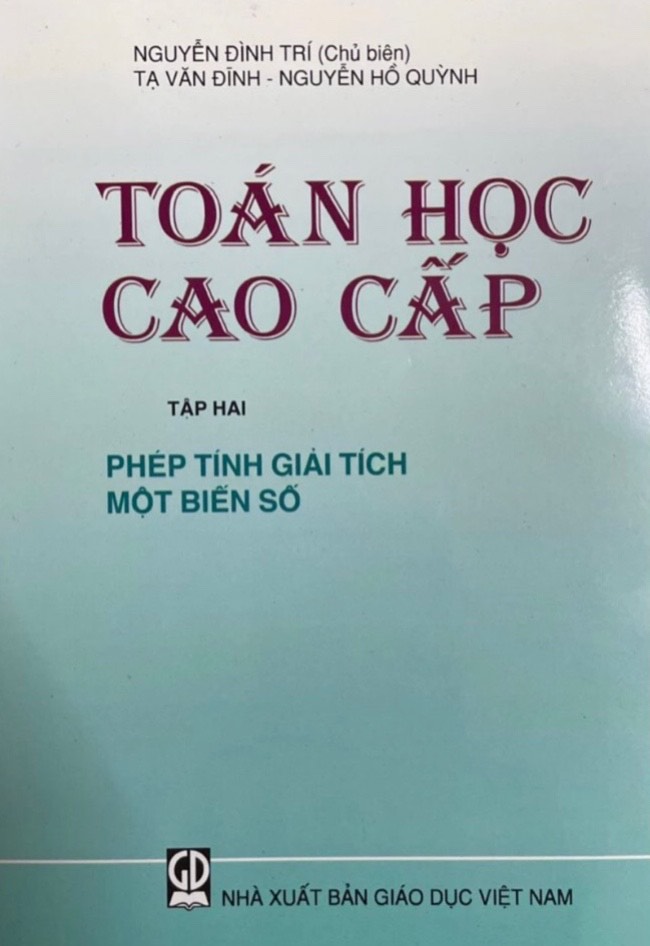 NGUYỄN ĐÌNH TRÍ (Chủ biên)
TẠ VĂN ĐĨNH - NGUYỄN HỒ QUỲNH
TOÁN HỌC
CAO CẤP
TẬP HAI
PHÉP TÍNH GIẢI TÍCH
MỘT BIẾN SỐ
GD
NHÀ XUẤT BẢN GIÁO DỤC VIỆT NAM